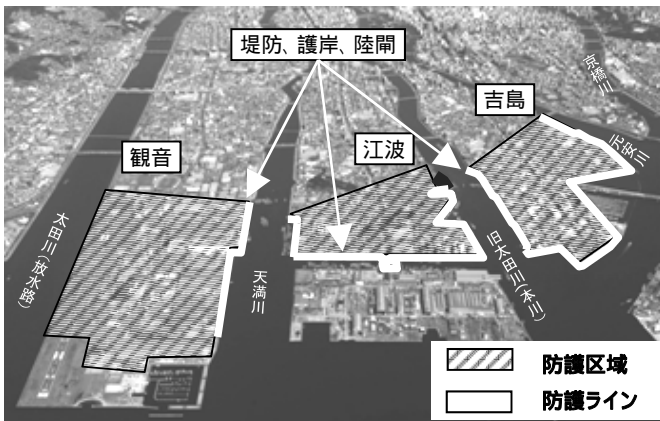 堤防、護岸、陸閘
京橋川
吉島
江波
元安川
観音
太田川(放水路)
天満川
旧太田川(本川)
防護区域
防護ライン